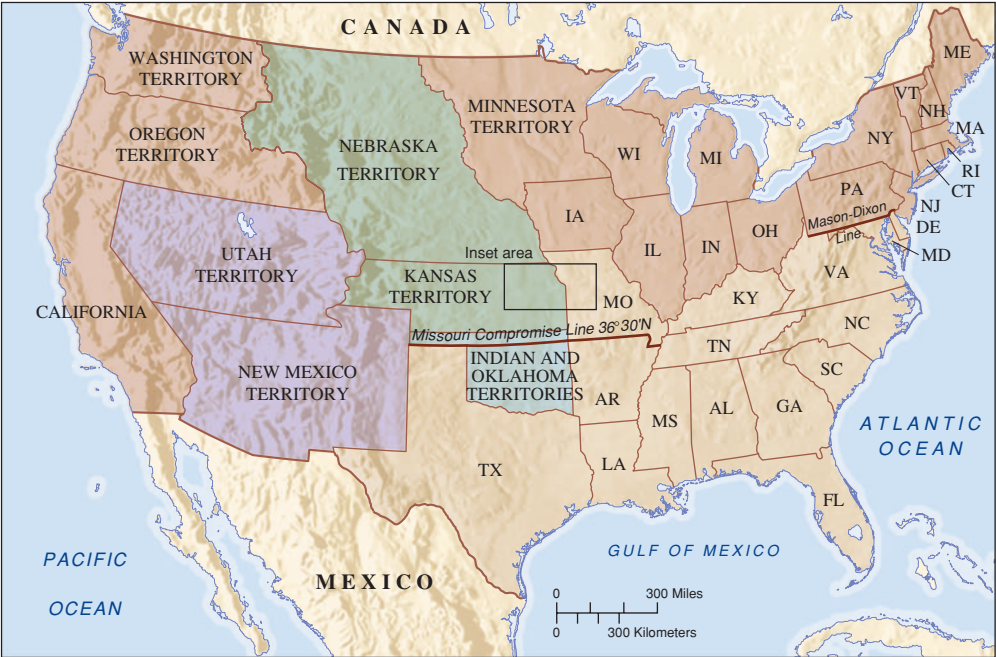 CANADA
WASHINGTON
TERRITORY
OREGON
TERRITORY
NEBRASKA
TERRITORY
MINNESOTA
TERRITORY
WI
MI
ME
VT
NH
NY
MA
RI
CT
PA
NJ
Mason-Dixon
Line
DE
MD
IA
IL
IN
OH
UTAH
TERRITORY
Inset area
KANSAS
TERRITORY
MO
KY
VA
CALIFORNIA
Missouri Compromise Line 36°30'N
NC
TN
NEW MEXICO
TERRITORY
INDIAN AND
OKLAHOMA
TERRITORIES
AR
SC
MS
AL
GA
ATLANTIC
OCEAN
TX
LA
FL
PACIFIC
OCEAN
MEXICO
GULF OF MEXICO
0 300 Miles
0 300 Kilometers